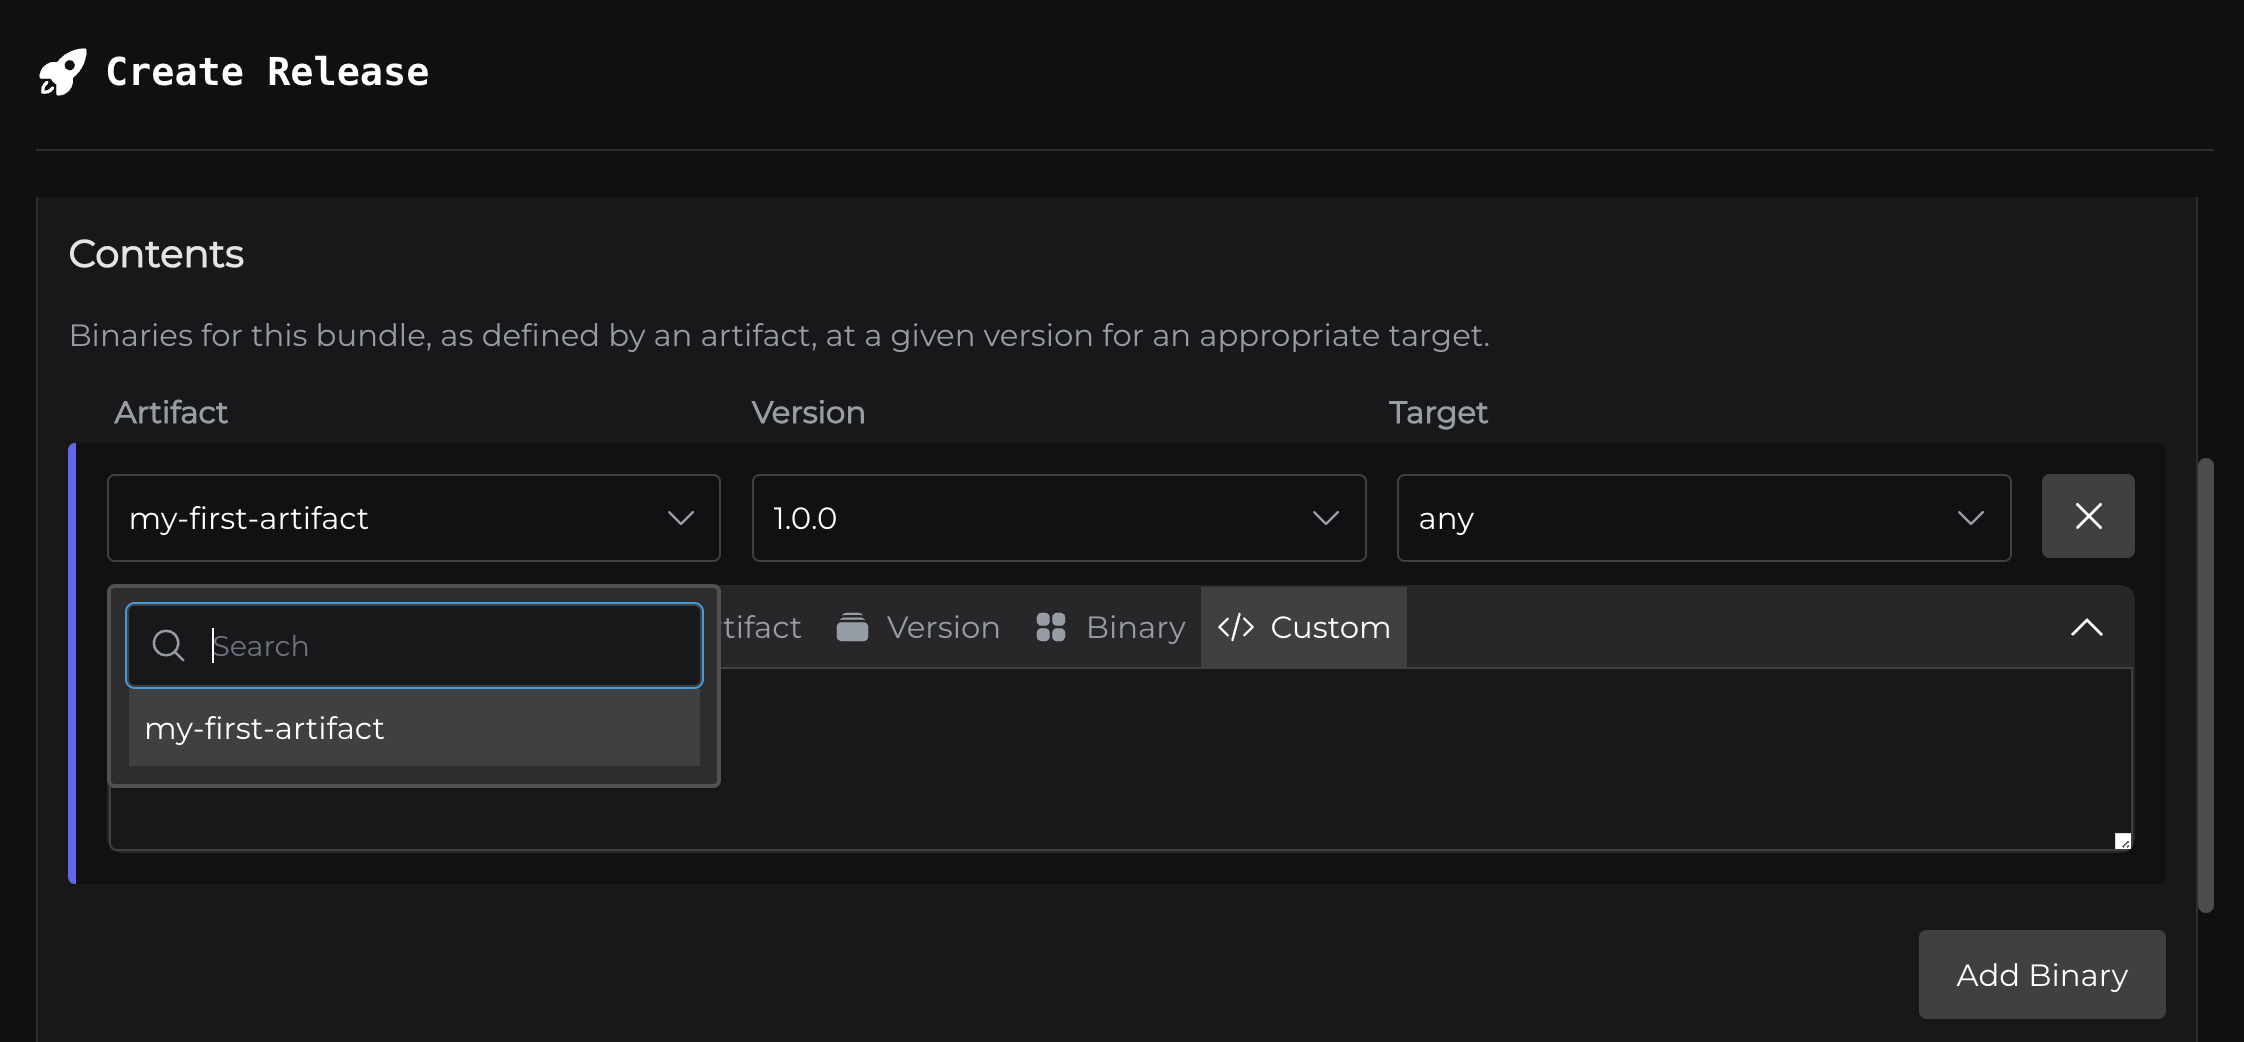 Create Release
Contents
Binaries for this bundle, as defined by an artifact, at a given version for an appropriate target.
Artifact Version Target
my-first-artifact 1.0.0 any
Search
tifact Version Binary </> Custom
my-first-artifact
Add Binary